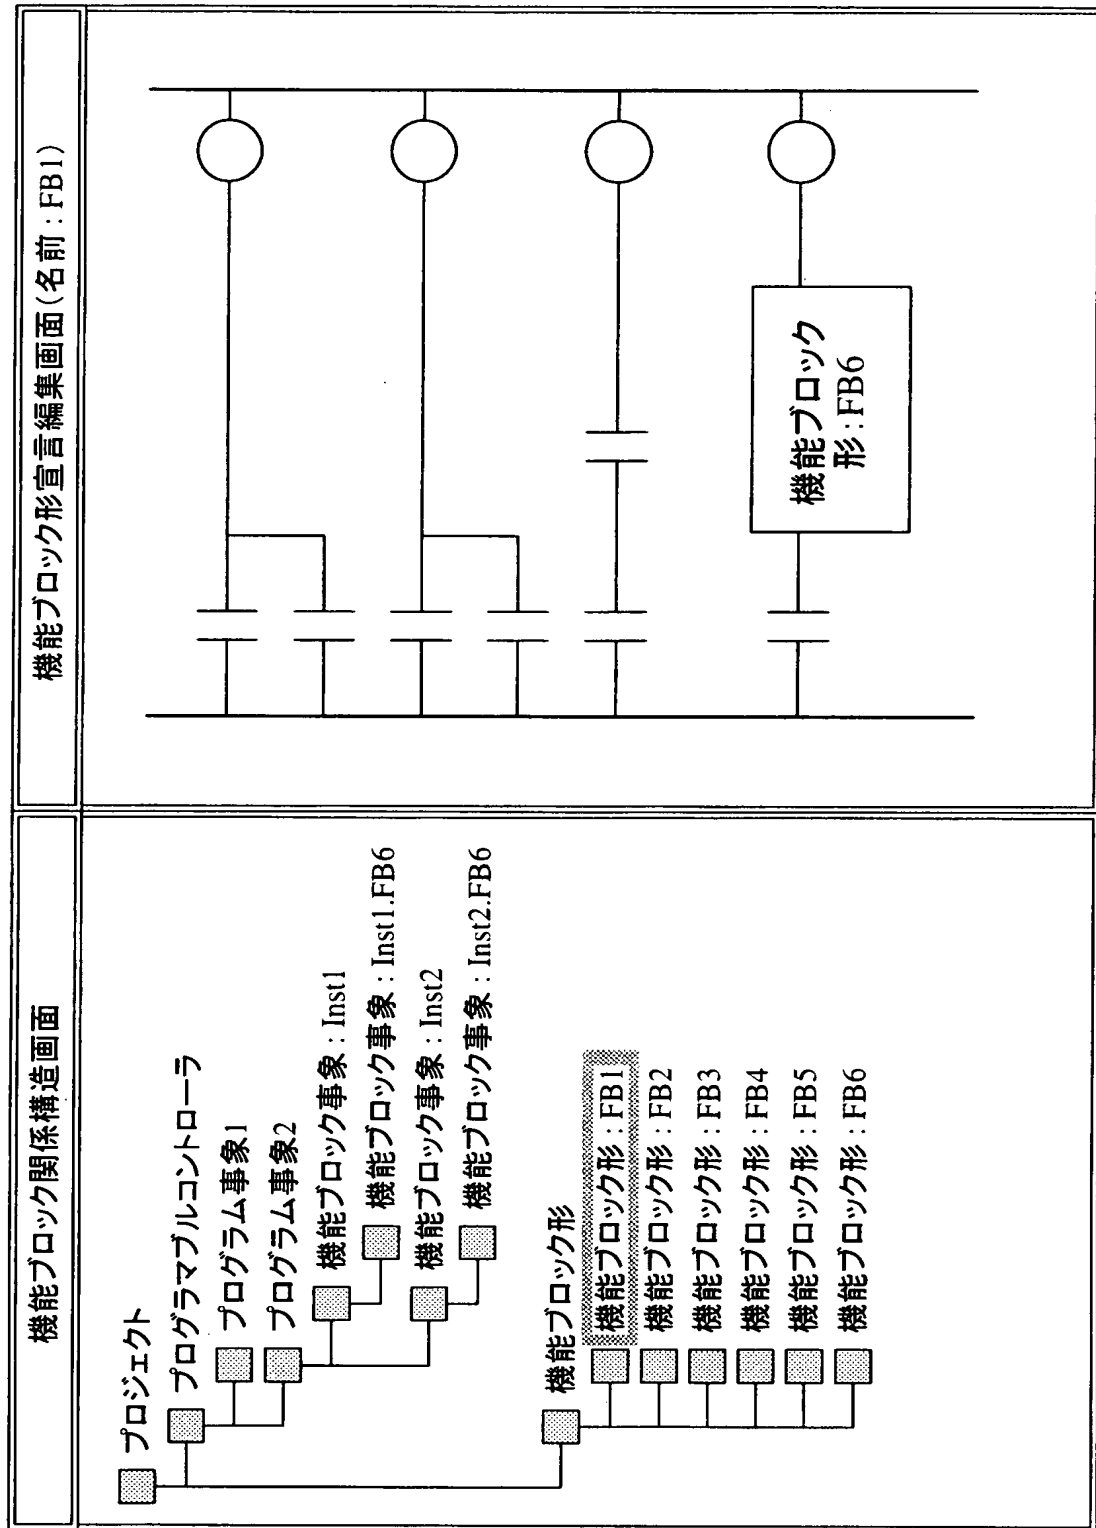 機能ブロック関係構造画面
プロジェクト
プログラマブルコントローラ
プログラム事象1
プログラム事象2
機能ブロック事象:Inst1
機能ブロック事象:Inst1.FB6
機能ブロック事象:Inst2
機能ブロック事象:Inst2.FB6
機能ブロック形
機能ブロック形:FB1
機能ブロック形:FB2
機能ブロック形:FB3
機能ブロック形:FB4
機能ブロック形:FB5
機能ブロック形:FB6
機能ブロック形宣言編集画面(名前:FB1)
機能ブロック
形:FB6